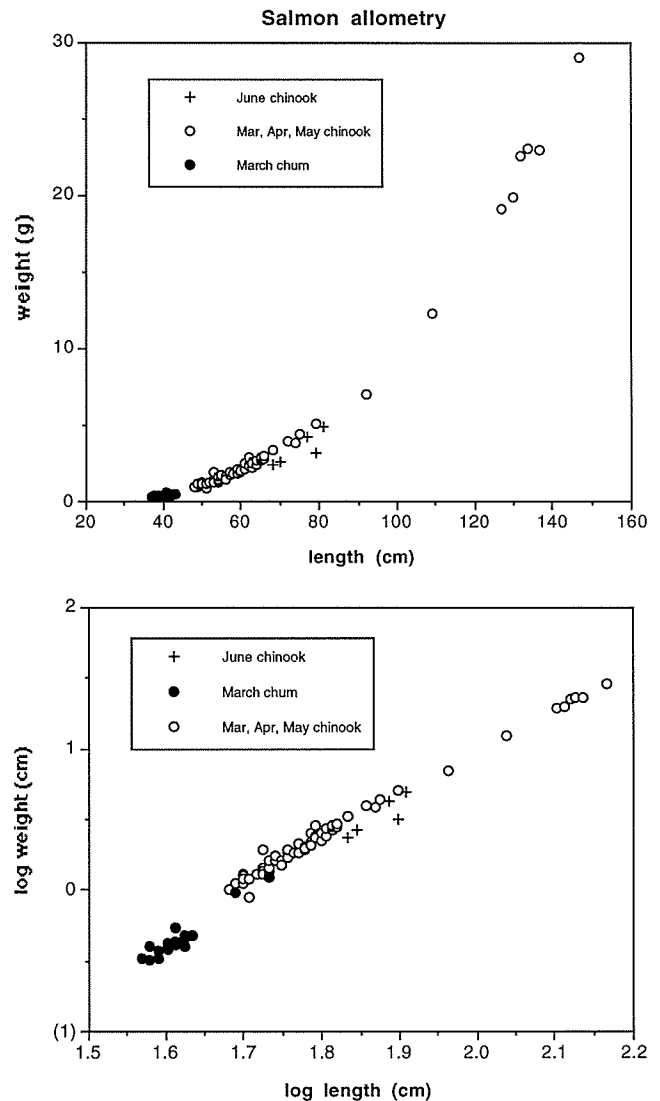 Salmon allometry
30
20
10
0
weight (g)
+ June chinook
○ Mar, Apr, May chinook
● March chum
20 40 60 80 100 120 140 160
length (cm)
2
1
0
(1)
log weight (cm)
+ June chinook
● March chum
○ Mar, Apr, May chinook
1.5 1.6 1.7 1.8 1.9 2.0 2.1 2.2
log length (cm)